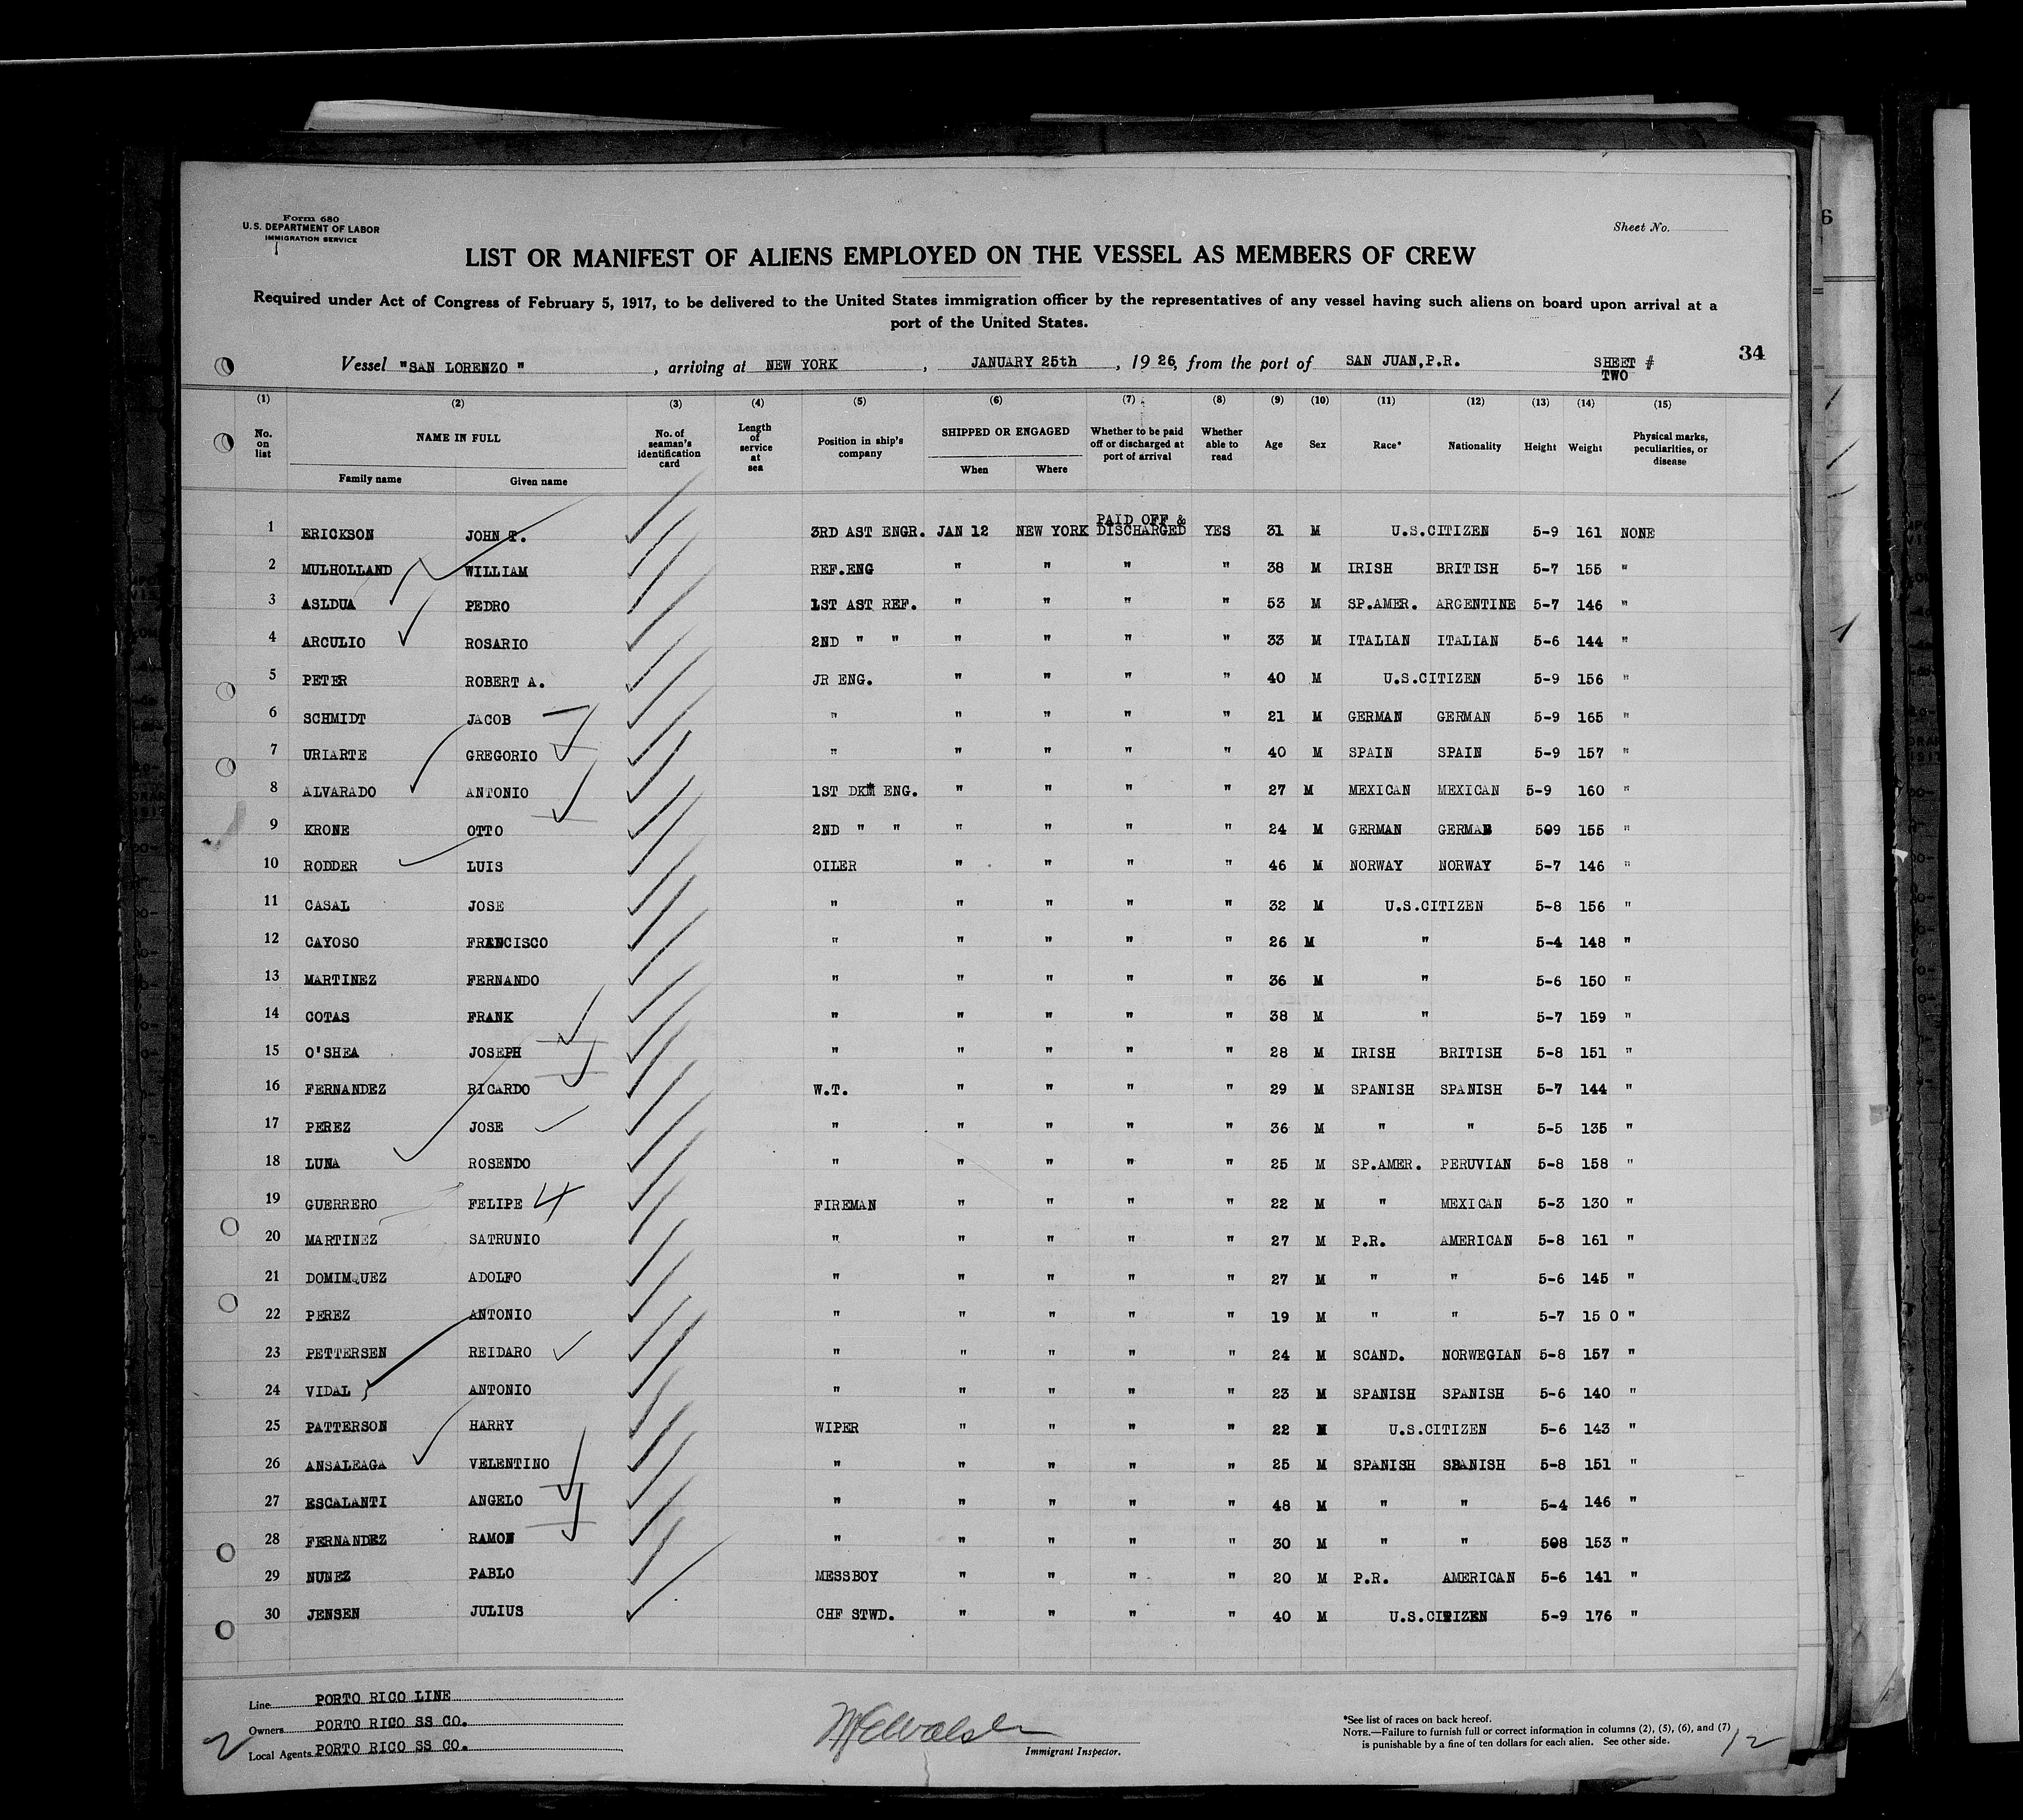 Form 680
U.S. DEPARTMENT OF LABOR
IMMIGRATION SERVICE
Sheet No.
LIST OR MANIFEST OF ALIENS EMPLOYED ON THE VESSEL AS MEMBERS OF CREW
Required under Act of Congress of February 5, 1917, to be delivered to the United States immigration officer by the representatives of any vessel having such aliens on board upon arrival at a
port of the United States.
34
Vessel "SAN LORENZO", arriving at NEW YORK, JANUARY 25th, 1926, from the port of SAN JUAN,P.R. SHEET # TWO
(1) (2) (3) (4) (5) (6) (7) (8) (9) (10) (11) (12) (13) (14) (15)
No. on list NAME IN FULL Family name Given name No. of seaman's identification card Length of service at sea Position in ship's company SHIPPED OR ENGAGED When Where Whether to be paid off or discharged at port of arrival Whether able to read Age Sex Race* Nationality Height Weight Physical marks, peculiarities, or disease
1 ERICKSON JOHN T. 3RD AST ENGR. JAN 12 NEW YORK PAID OFF & DISCHARGED YES 31 M U.S.CITIZEN 5-9 161 NONE
2 MULHOLLAND WILLIAM REF.ENG " " " " 38 M IRISH BRITISH 5-7 155 "
3 ASLDUA PEDRO 1ST AST REF. " " " " 53 M SP.AMER. ARGENTINE 5-7 146 "
4 ARCULIO ROSARIO 2ND " " " " " " 33 M ITALIAN ITALIAN 5-6 144 "
5 PETER ROBERT A. JR ENG. " " " " 40 M U.S.CITIZEN 5-9 156 "
6 SCHMIDT JACOB " " " " " 21 M GERMAN GERMAN 5-9 165 "
7 URIARTE GREGORIO " " " " " 40 M SPAIN SPAIN 5-9 157 "
8 ALVARADO ANTONIO 1ST DKM ENG. " " " " 27 M MEXICAN MEXICAN 5-9 160 "
9 KRONE OTTO 2ND " " " " " " 24 M GERMAN GERMAN 509 155 "
10 RODDER LUIS OILER " " " " 46 M NORWAY NORWAY 5-7 146 "
11 CASAL JOSE " " " " " 32 M U.S.CITIZEN 5-8 156 "
12 CAYOSO FRANCISCO " " " " " 26 M " 5-4 148 "
13 MARTINEZ FERNANDO " " " " " 36 M " 5-6 150 "
14 COTAS FRANK " " " " " 38 M " 5-7 159 "
15 O'SHEA JOSEPH " " " " " 28 M IRISH BRITISH 5-8 151 "
16 FERNANDEZ RICARDO W.T. " " " " 29 M SPANISH SPANISH 5-7 144 "
17 PEREZ JOSE " " " " " 36 M " " 5-5 135 "
18 LUNA ROSENDO " " " " " 25 M SP.AMER. PERUVIAN 5-8 158 "
19 GUERRERO FELIPE FIREMAN " " " " 22 M " MEXICAN 5-3 130 "
20 MARTINEZ SATRUNIO " " " " " 27 M P.R. AMERICAN 5-8 161 "
21 DOMIMQUEZ ADOLFO " " " " " 27 M " " 5-6 145 "
22 PEREZ ANTONIO " " " " " 19 M " " 5-7 15 0 "
23 PETTERSEN REIDARO " " " " " 24 M SCAND. NORWEGIAN 5-8 157 "
24 VIDAL ANTONIO " " " " " 23 M SPANISH SPANISH 5-6 140 "
25 PATTERSON HARRY WIPER " " " " 22 M U.S.CITIZEN 5-6 143 "
26 ANSALEAGA VELENTINO " " " " " 25 M SPANISH SPANISH 5-8 151 "
27 ESCALANTI ANGELO " " " " " 48 M " " 5-4 146 "
28 FERNANDEZ RAMON " " " " " 30 M " " 508 153 "
29 NUNEZ PABLO MESSBOY " " " " 20 M P.R. AMERICAN 5-6 141 "
30 JENSEN JULIUS CHF STWD. " " " " 40 M U.S.CITIZEN 5-9 176 "
Line PORTO RICO LINE
Owners PORTO RICO SS CO.
Local Agents PORTO RICO SS CO.
2
Immigrant Inspector.
*See list of races on back hereof.
NOTE.—Failure to furnish full or correct information in columns (2), (5), (6), and (7)
is punishable by a fine of ten dollars for each alien. See other side.
12
6